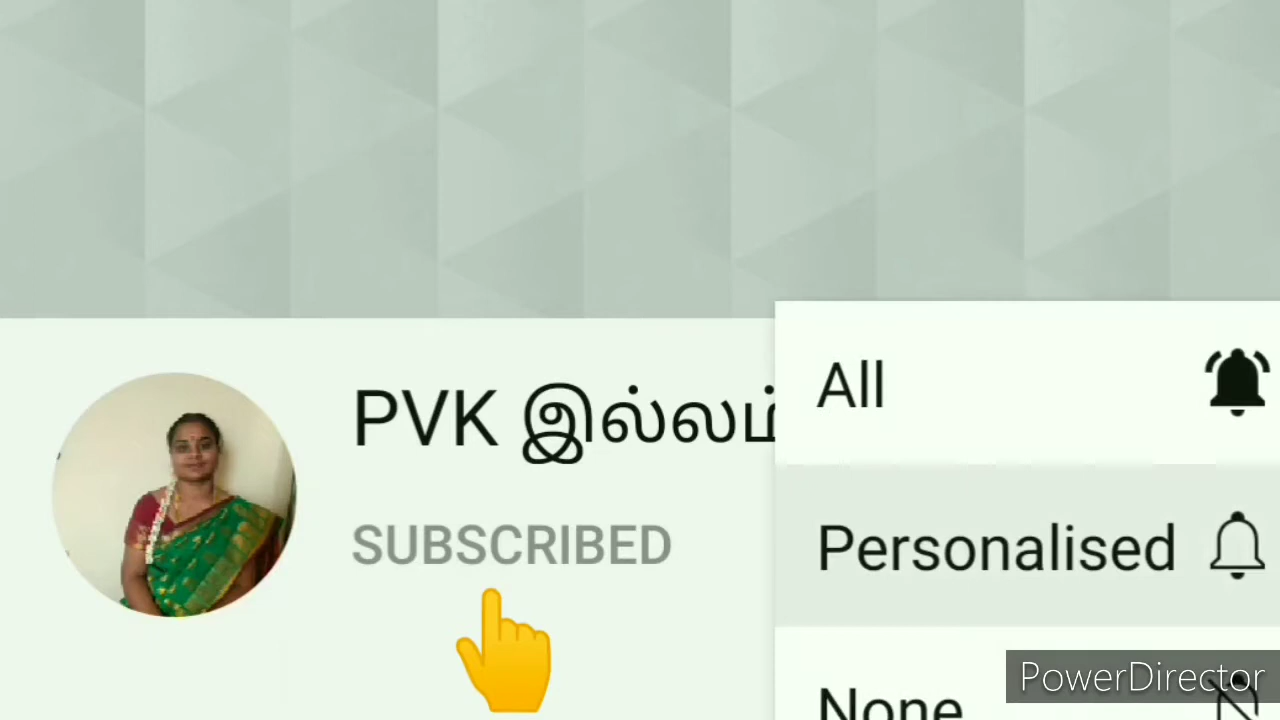 PVK இல்லம்
SUBSCRIBED
All
Personalised
None
PowerDirector